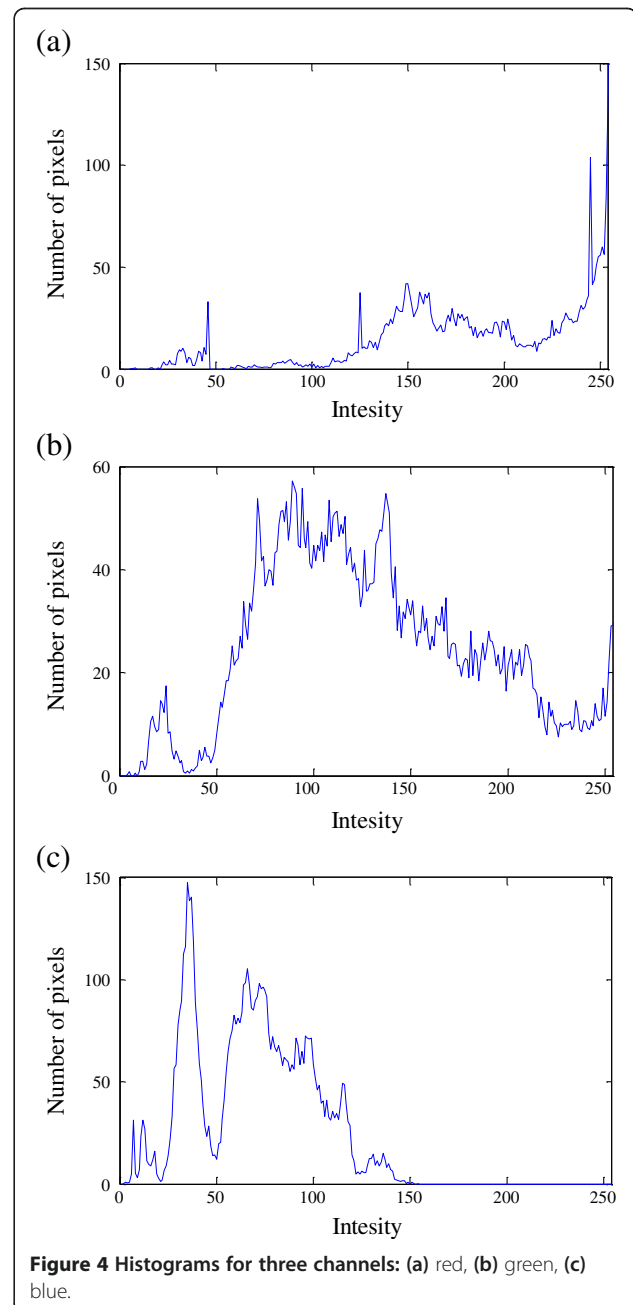 (a)
150
100
50
0
Number of pixels
0 50 100 150 200 250
Intesity
(b)
60
40
20
0
Number of pixels
0 50 100 150 200 250
Intesity
(c)
150
100
50
0
Number of pixels
0 50 100 150 200 250
Intesity
Figure 4 Histograms for three channels: (a) red, (b) green, (c)
blue.